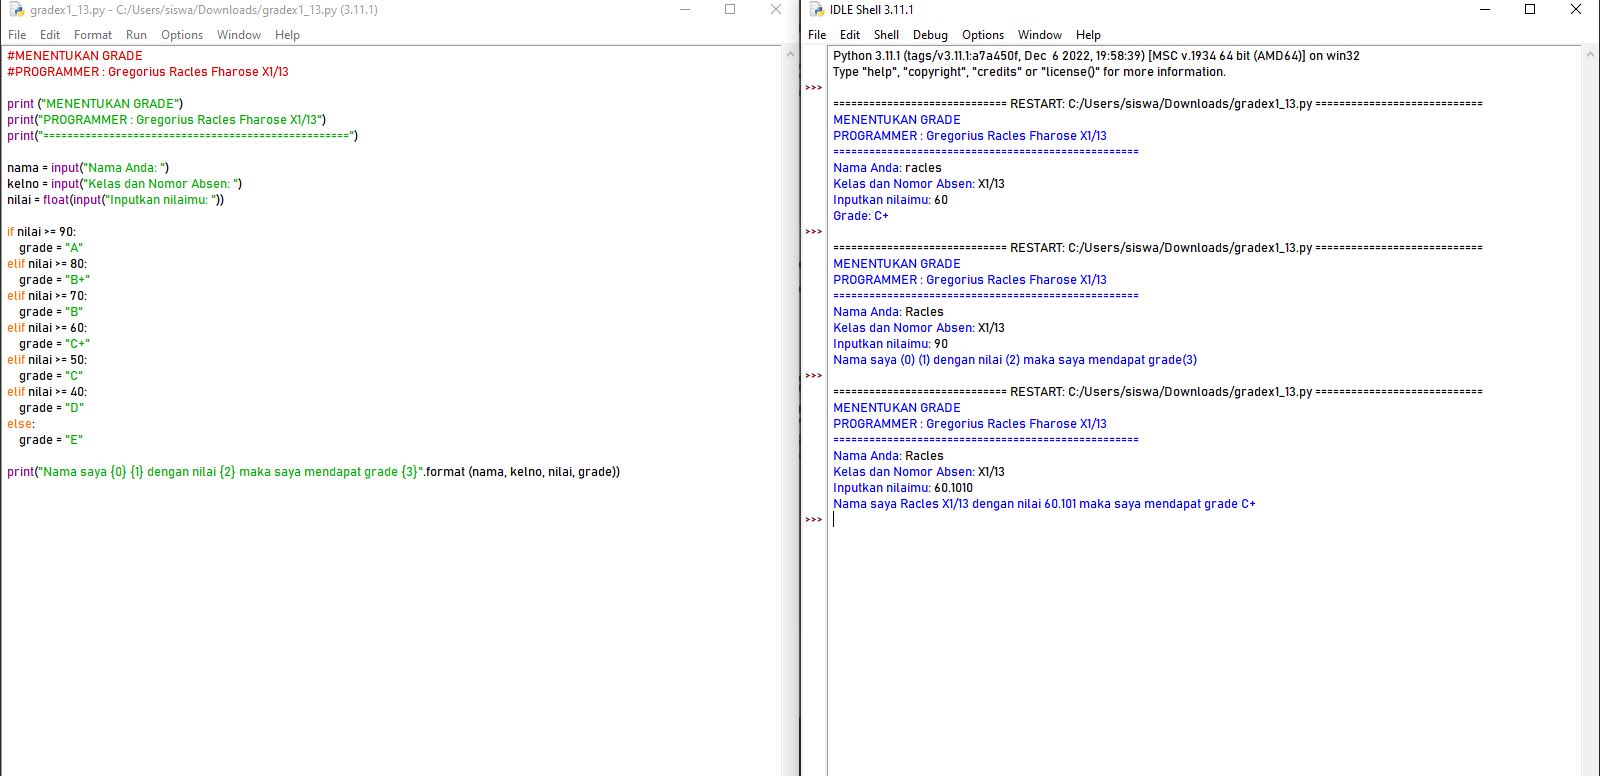 gradex1_13.py - C:/Users/siswa/Downloads/gradex1_13.py (3.11.1)
File Edit Format Run Options Window Help
#MENENTUKAN GRADE
#PROGRAMMER : Gregorius Racles Fharose X1/13
print ("MENENTUKAN GRADE")
print("PROGRAMMER : Gregorius Racles Fharose X1/13")
print("===================================================")
nama = input("Nama Anda: ")
kelno = input("Kelas dan Nomor Absen: ")
nilai = float(input("Inputkan nilaimu: "))
if nilai >= 90:
    grade = "A"
elif nilai >= 80:
    grade = "B+"
elif nilai >= 70:
    grade = "B"
elif nilai >= 60:
    grade = "C+"
elif nilai >= 50:
    grade = "C"
elif nilai >= 40:
    grade = "D"
else:
    grade = "E"
print("Nama saya {0} {1} dengan nilai {2} maka saya mendapat grade {3}".format (nama, kelno, nilai, grade))
IDLE Shell 3.11.1
File Edit Shell Debug Options Window Help
Python 3.11.1 (tags/v3.11.1:a7a450f, Dec  6 2022, 19:58:39) [MSC v.1934 64 bit (AMD64)] on win32
Type "help", "copyright", "credits" or "license()" for more information.
>>>
============================= RESTART: C:/Users/siswa/Downloads/gradex1_13.py ============================
MENENTUKAN GRADE
PROGRAMMER : Gregorius Racles Fharose X1/13
===================================================
Nama Anda: racles
Kelas dan Nomor Absen: X1/13
Inputkan nilaimu: 60
Grade: C+
>>>
============================= RESTART: C:/Users/siswa/Downloads/gradex1_13.py ============================
MENENTUKAN GRADE
PROGRAMMER : Gregorius Racles Fharose X1/13
===================================================
Nama Anda: Racles
Kelas dan Nomor Absen: X1/13
Inputkan nilaimu: 90
Nama saya (0) (1) dengan nilai (2) maka saya mendapat grade(3)
>>>
============================= RESTART: C:/Users/siswa/Downloads/gradex1_13.py ============================
MENENTUKAN GRADE
PROGRAMMER : Gregorius Racles Fharose X1/13
===================================================
Nama Anda: Racles
Kelas dan Nomor Absen: X1/13
Inputkan nilaimu: 60.1010
Nama saya Racles X1/13 dengan nilai 60.101 maka saya mendapat grade C+
>>>